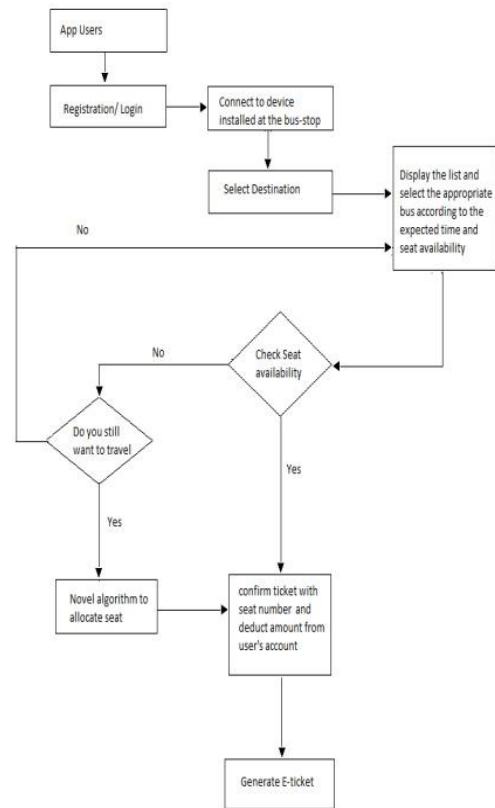 App Users
Registration/ Login
Connect to device
installed at the bus-stop
Select Destination
Display the list and
select the appropriate
bus according to the
expected time and
seat availability
No
Check Seat
availability
No
Do you still
want to travel
Yes
Yes
Novel algorithm to
allocate seat
confirm ticket with
seat number and
deduct amount from
user's account
Generate E-ticket